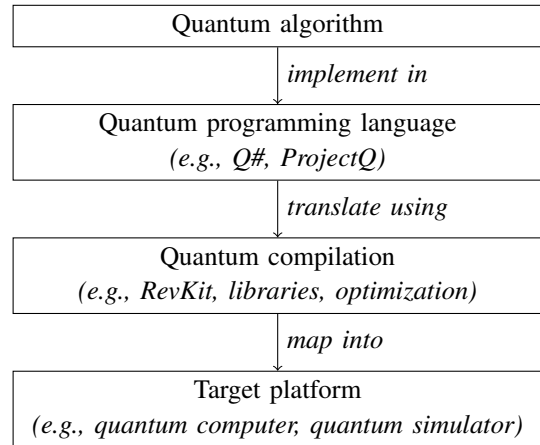 Quantum algorithm
implement in
Quantum programming language
(e.g., Q#, ProjectQ)
translate using
Quantum compilation
(e.g., RevKit, libraries, optimization)
map into
Target platform
(e.g., quantum computer, quantum simulator)